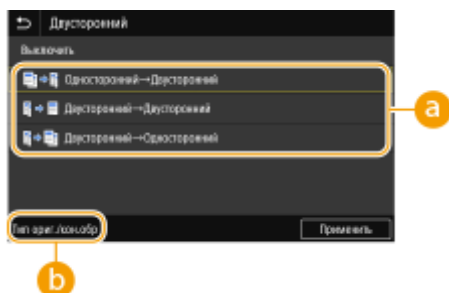 Двусторонний
Выключить
Односторонний→Двусторонний
Двусторонний→Двусторонний
Двусторонний→Односторонний
a
Тип ориг./кон.обр
Применить
b